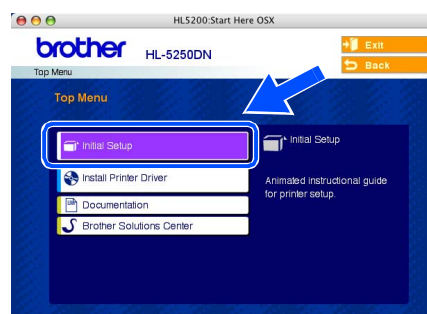 HL5200:Start Here OSX
brother HL-5250DN
Exit
Back
Top Menu
Top Menu
Initial Setup
Initial Setup
Install Printer Driver
Animated instructional guide
for printer setup.
Documentation
Brother Solutions Center